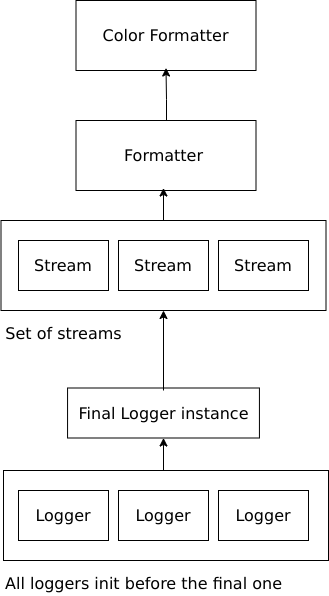 Color Formatter
Formatter
Stream Stream Stream
Set of streams
Final Logger instance
Logger Logger Logger
All loggers init before the final one